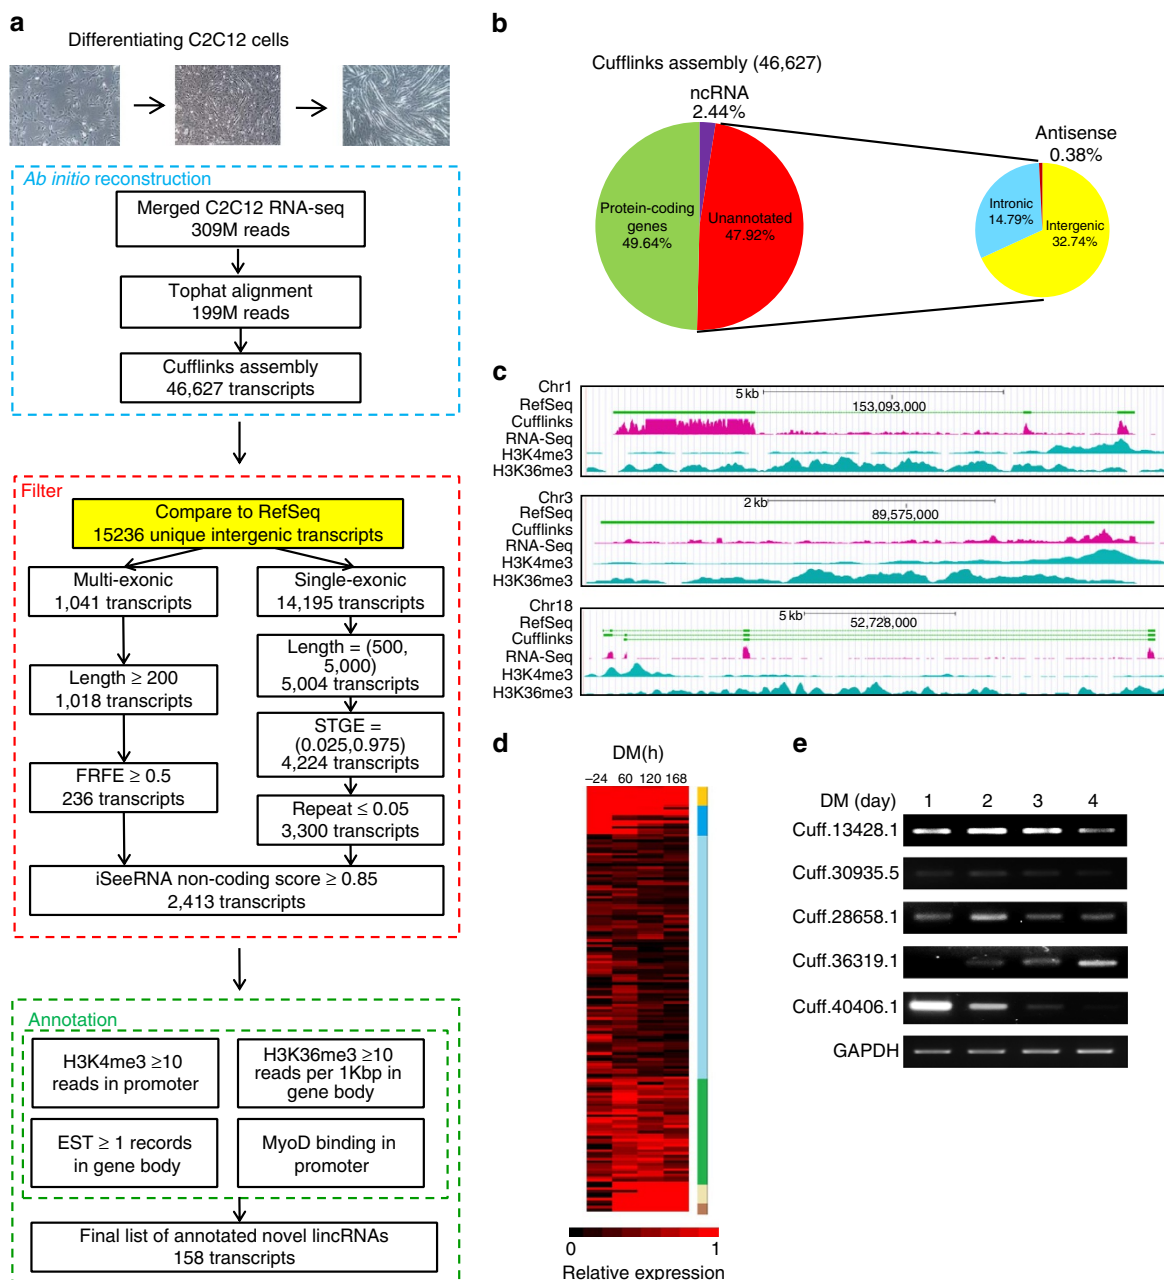 a
Differentiating C2C12 cells
Ab initio reconstruction
Merged C2C12 RNA-seq
309M reads
Tophat alignment
199M reads
Cufflinks assembly
46,627 transcripts
Filter
Compare to RefSeq
15236 unique intergenic transcripts
Multi-exonic
1,041 transcripts
Single-exonic
14,195 transcripts
Length ≥ 200
1,018 transcripts
Length = (500,
5,000)
5,004 transcripts
STGE =
(0.025,0.975)
4,224 transcripts
FRFE ≥ 0.5
236 transcripts
Repeat ≤ 0.05
3,300 transcripts
iSeeRNA non-coding score ≥ 0.85
2,413 transcripts
Annotation
H3K4me3 ≥10
reads in promoter
H3K36me3 ≥10
reads per 1Kbp in
gene body
EST ≥ 1 records
in gene body
MyoD binding in
promoter
Final list of annotated novel lincRNAs
158 transcripts
b
Cufflinks assembly (46,627)
ncRNA
2.44%
Protein-coding
genes
49.64%
Unannotated
47.92%
Antisense
0.38%
Intronic
14.79%
Intergenic
32.74%
c
Chr1
5 kb
RefSeq
153,093,000
Cufflinks
RNA-Seq
H3K4me3
H3K36me3
Chr3
2 kb
RefSeq
89,575,000
Cufflinks
RNA-Seq
H3K4me3
H3K36me3
Chr18
5 kb
RefSeq
52,728,000
Cufflinks
RNA-Seq
H3K4me3
H3K36me3
d
DM(h)
–24 60 120 168
0 1
Relative expression
e
DM (day) 1 2 3 4
Cuff.13428.1
Cuff.30935.5
Cuff.28658.1
Cuff.36319.1
Cuff.40406.1
GAPDH